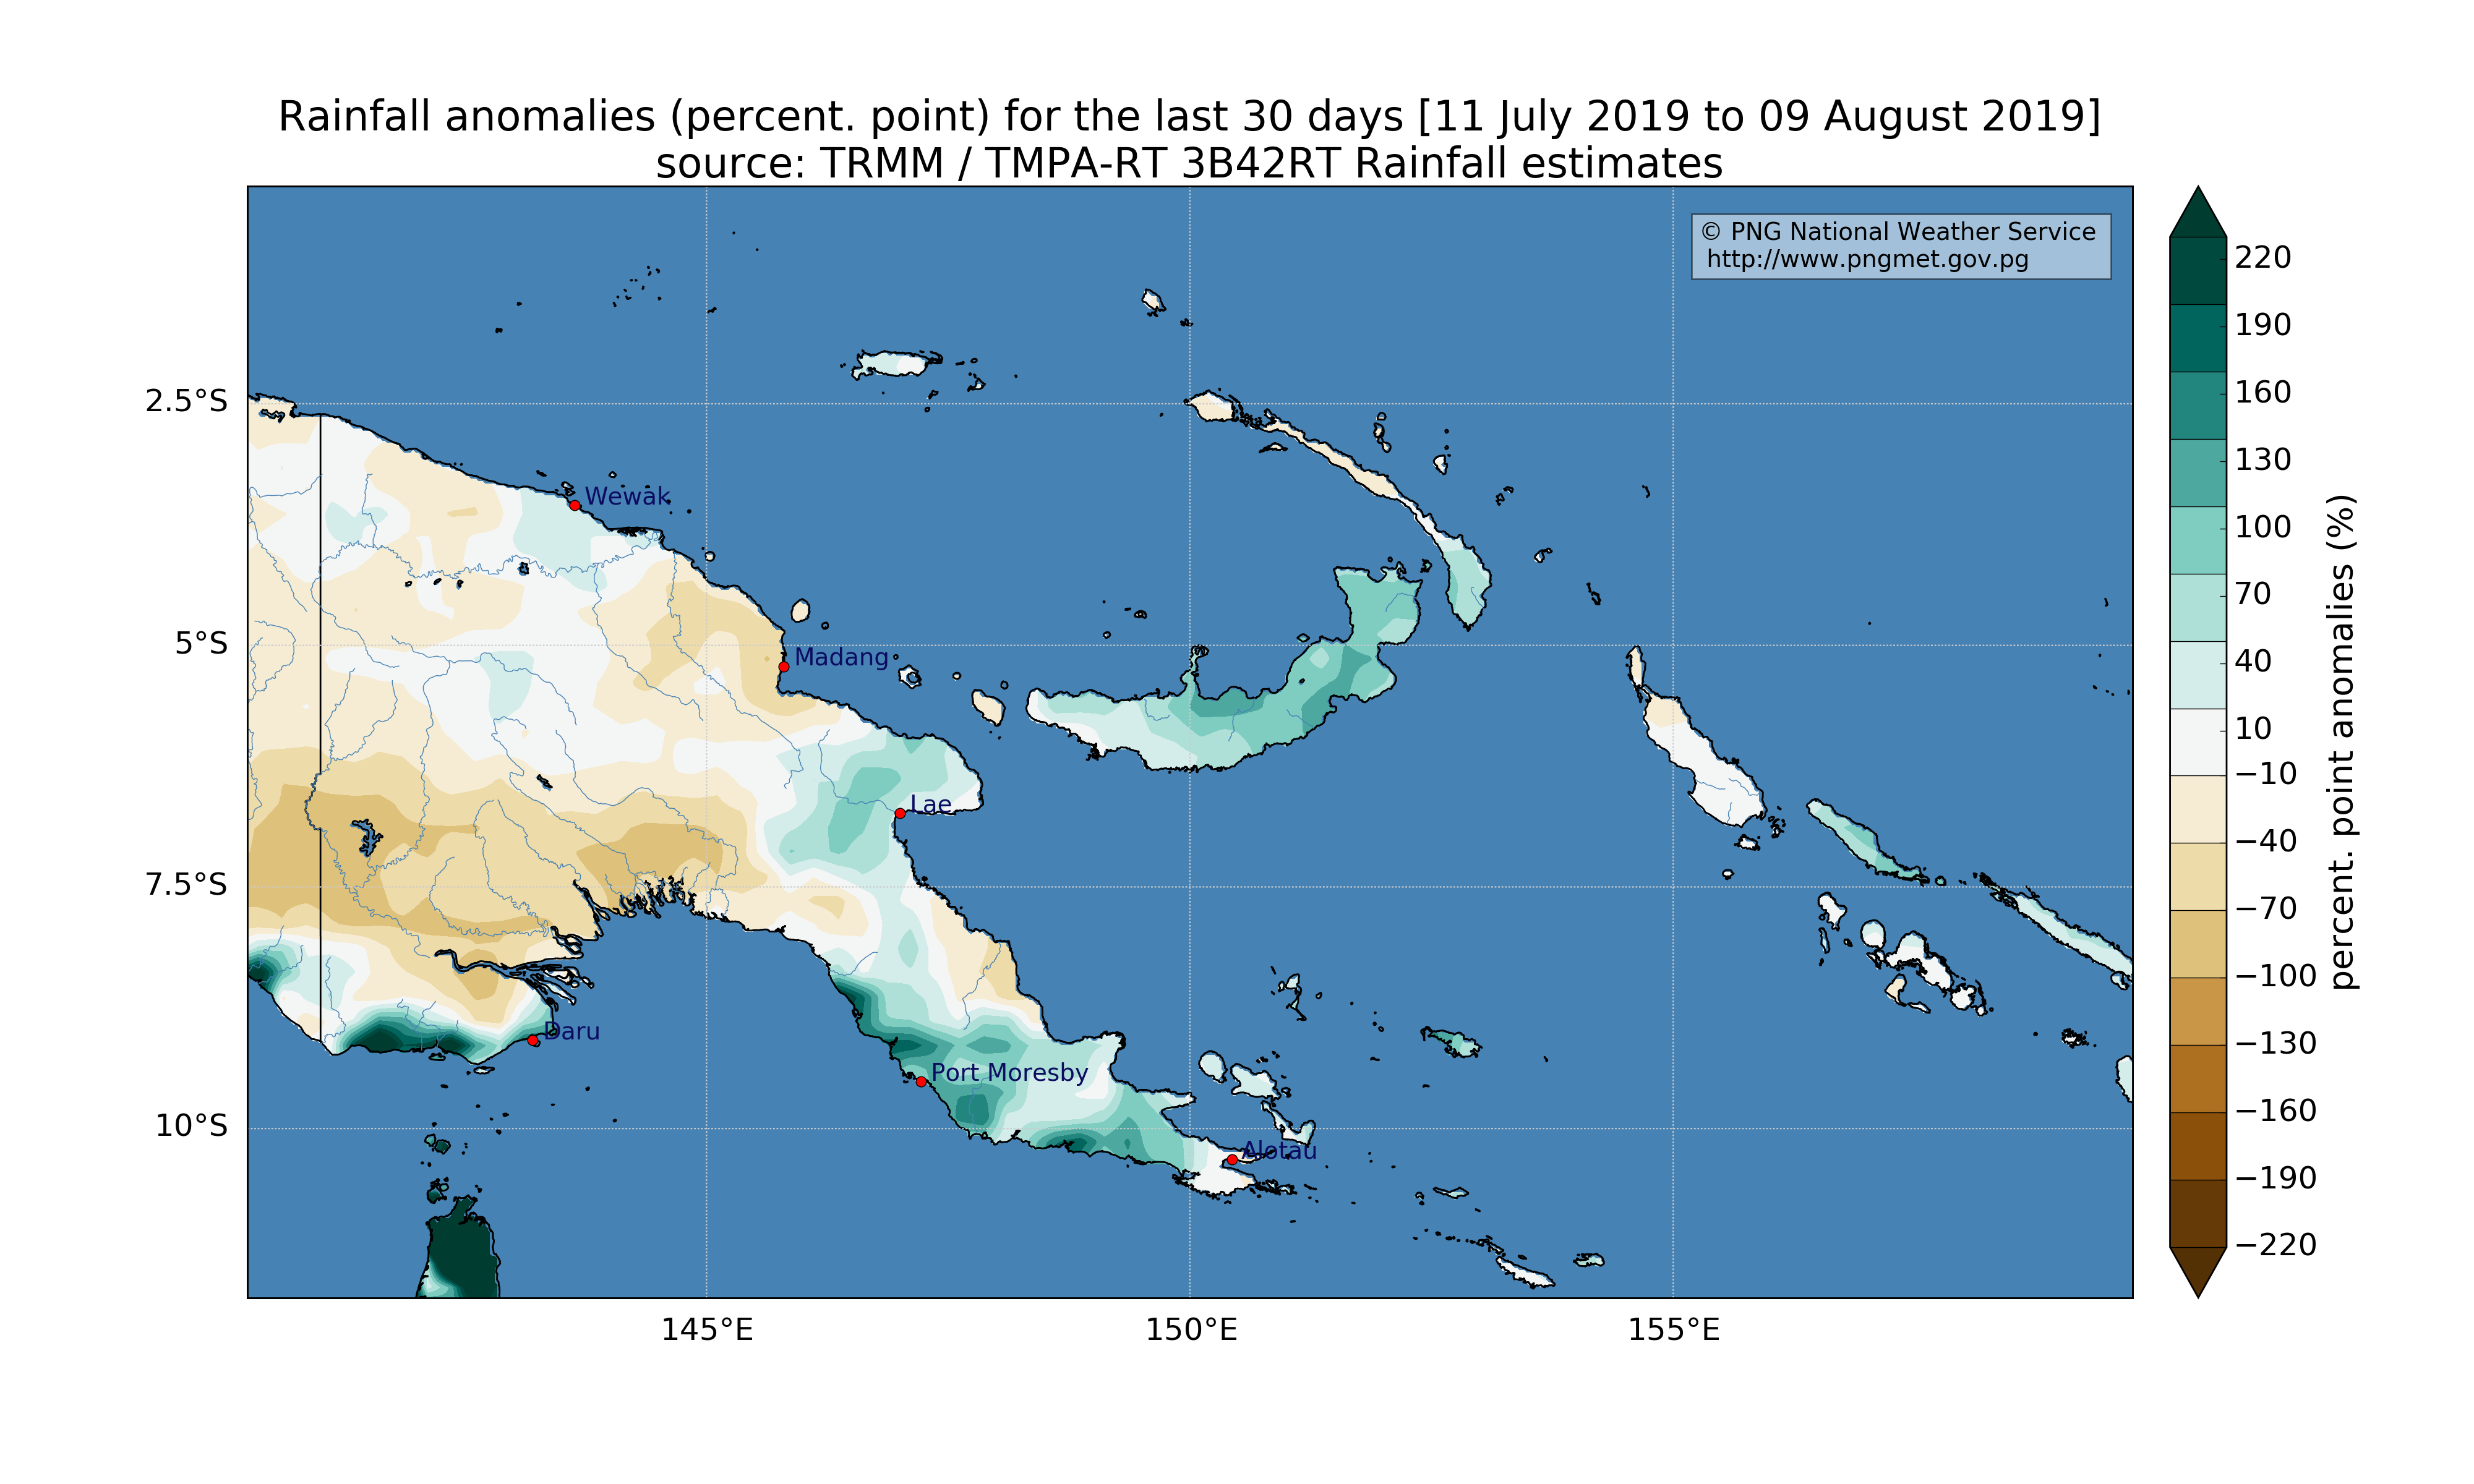 Rainfall anomalies (percent. point) for the last 30 days [11 July 2019 to 09 August 2019]
source: TRMM / TMPA-RT 3B42RT Rainfall estimates
© PNG National Weather Service
http://www.pngmet.gov.pg
2.5°S
5°S
7.5°S
10°S
Wewak
Madang
Lae
Daru
Port Moresby
Alotau
145°E
150°E
155°E
220
190
160
130
100
70
40
10
−10
−40
−70
−100
−130
−160
−190
−220
percent. point anomalies (%)